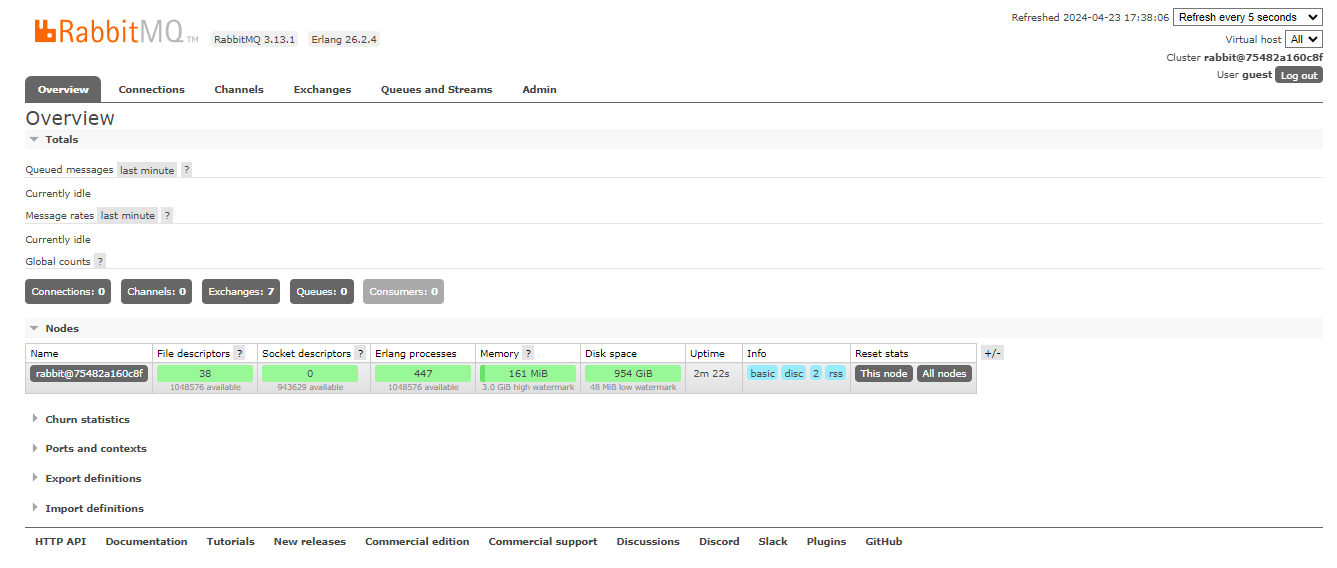 RabbitMQ TM RabbitMQ 3.13.1 Erlang 26.2.4
Refreshed 2024-04-23 17:38:06 Refresh every 5 seconds
Virtual host All
Cluster rabbit@75482a160c8f
User guest Log out
Overview Connections Channels Exchanges Queues and Streams Admin
Overview
Totals
Queued messages last minute ?
Currently idle
Message rates last minute ?
Currently idle
Global counts ?
Connections: 0 Channels: 0 Exchanges: 7 Queues: 0 Consumers: 0
Nodes
Name File descriptors ? Socket descriptors ? Erlang processes Memory ? Disk space Uptime Info Reset stats +/-
rabbit@75482a160c8f 38 0 447 161 MiB 954 GiB 2m 22s basic disc 2 rss This node All nodes
1048576 available 943629 available 1048576 available 3.0 GiB high watermark 48 MiB low watermark
Churn statistics
Ports and contexts
Export definitions
Import definitions
HTTP API Documentation Tutorials New releases Commercial edition Commercial support Discussions Discord Slack Plugins GitHub